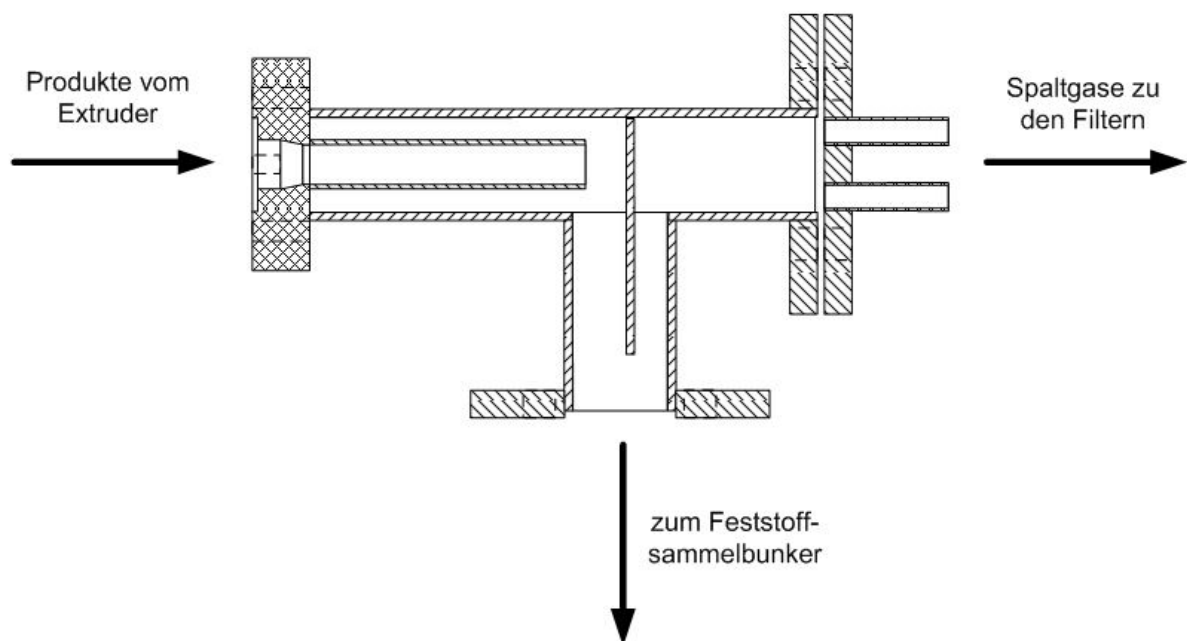 Produkte vom
Extruder
Spaltgase zu
den Filtern
zum Feststoff-
sammelbunker